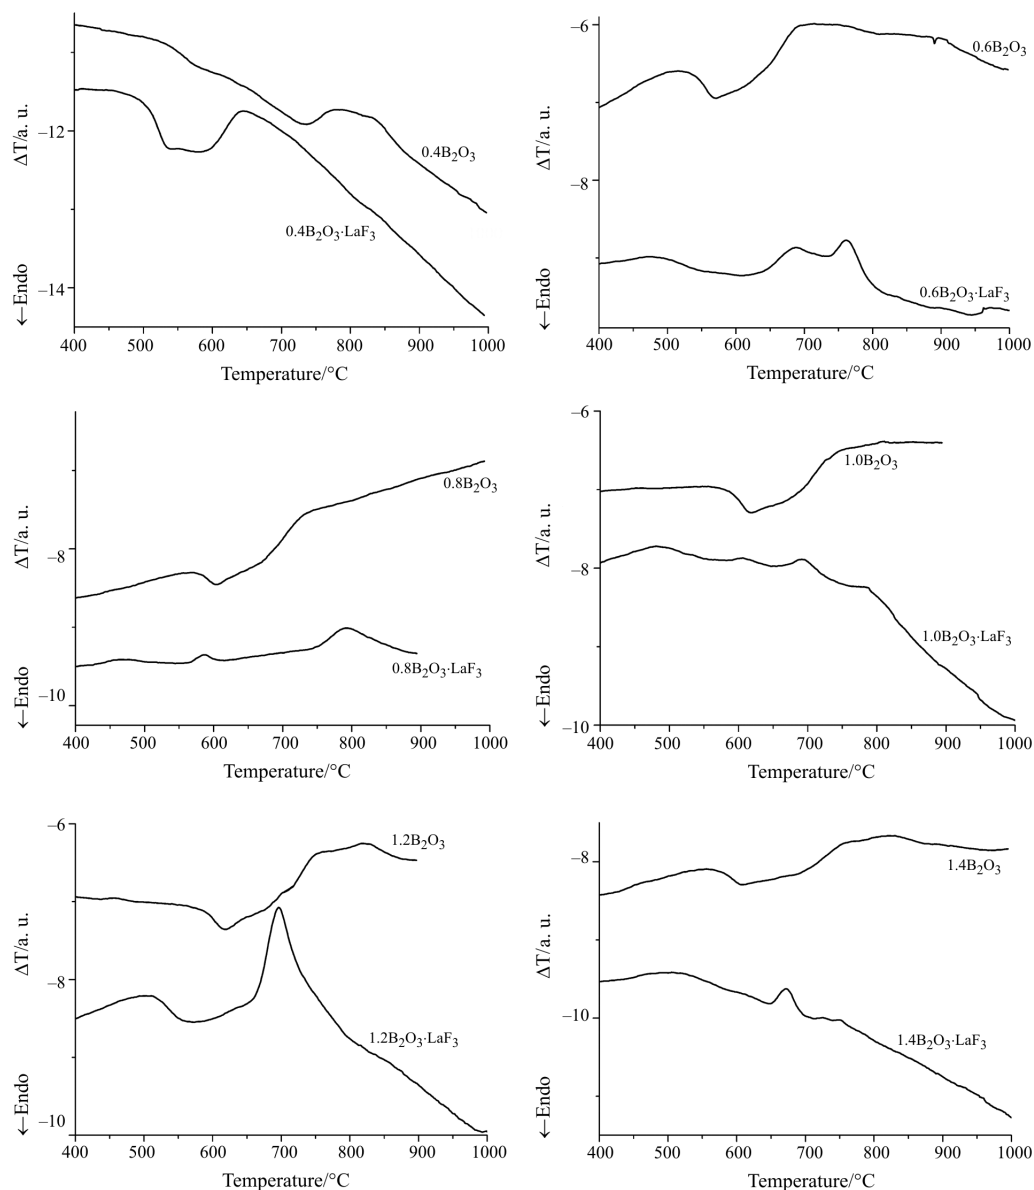 −12
−14
ΔT/a. u.
←Endo
0.4B₂O₃
0.4B₂O₃·LaF₃
400 500 600 700 800 900 1000
Temperature/°C
−6
−8
ΔT/a. u.
←Endo
0.6B₂O₃
0.6B₂O₃·LaF₃
400 500 600 700 800 900 1000
Temperature/°C
−8
−10
ΔT/a. u.
←Endo
0.8B₂O₃
0.8B₂O₃·LaF₃
400 500 600 700 800 900 1000
Temperature/°C
−6
−8
−10
ΔT/a. u.
←Endo
1.0B₂O₃
1.0B₂O₃·LaF₃
400 500 600 700 800 900 1000
Temperature/°C
−6
−8
−10
ΔT/a. u.
←Endo
1.2B₂O₃
1.2B₂O₃·LaF₃
400 500 600 700 800 900 1000
Temperature/°C
−8
−10
ΔT/a. u.
←Endo
1.4B₂O₃
1.4B₂O₃·LaF₃
400 500 600 700 800 900 1000
Temperature/°C